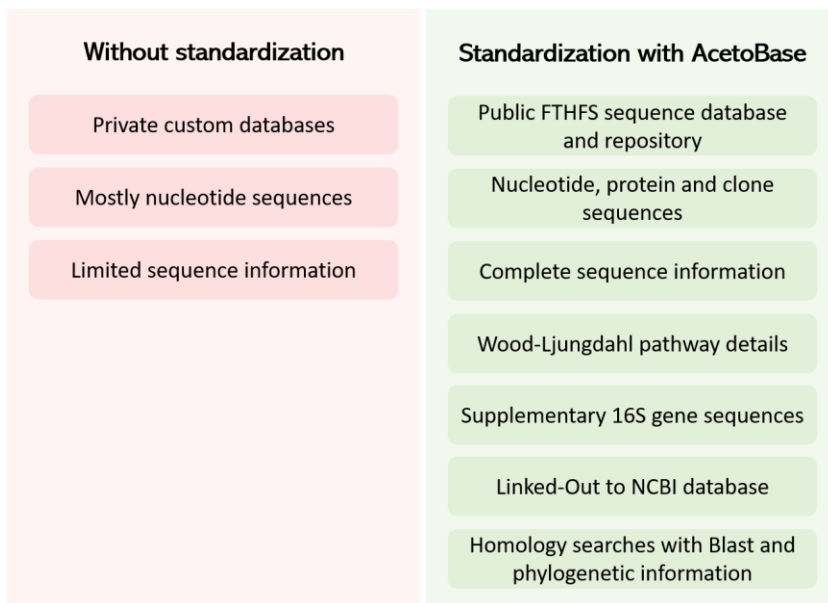 Without standardization
Private custom databases
Mostly nucleotide sequences
Limited sequence information
Standardization with AcetoBase
Public FTHFS sequence database
and repository
Nucleotide, protein and clone
sequences
Complete sequence information
Wood-Ljungdahl pathway details
Supplementary 16S gene sequences
Linked-Out to NCBI database
Homology searches with Blast and
phylogenetic information